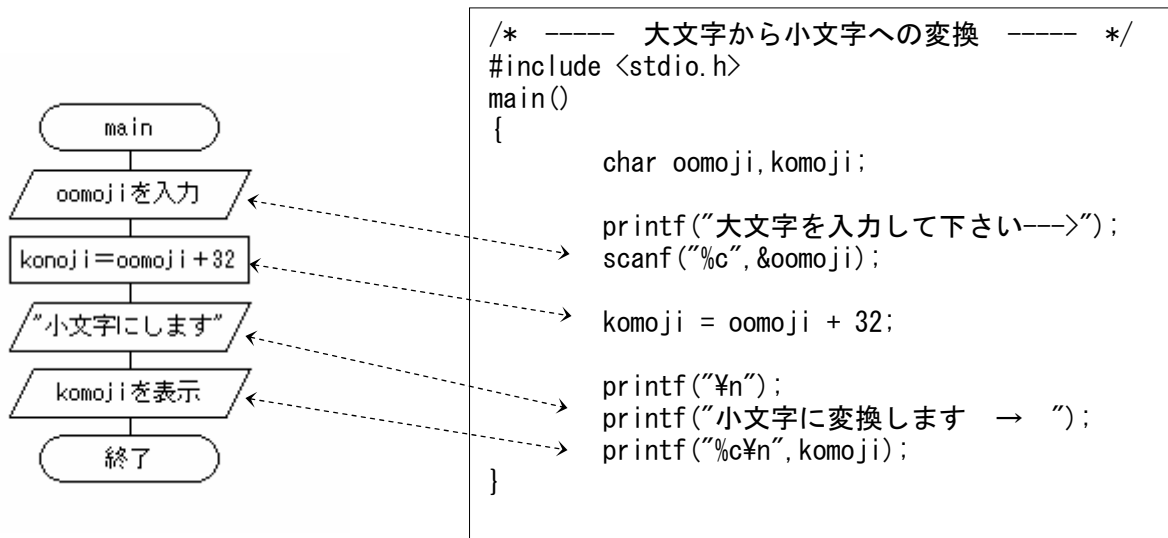 main
oomojiを入力
konoji＝oomoji＋32
"小文字にします"
komojiを表示
終了
/* ----- 大文字から小文字への変換 ----- */
#include <stdio.h>
main()
{
char oomoji,komoji;
printf("大文字を入力して下さい--->");
scanf("%c",&oomoji);
komoji = oomoji + 32;
printf("¥n");
printf("小文字に変換します　→　");
printf("%c¥n",komoji);
}